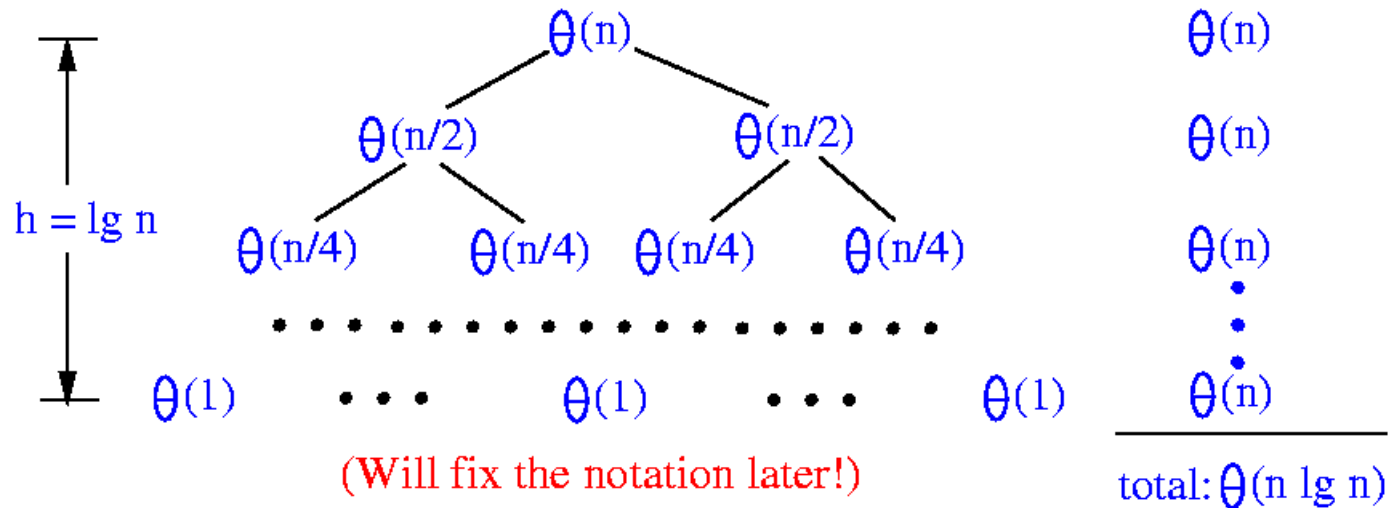 θ(n) θ(n)
θ(n/2) θ(n/2) θ(n)
h = lg n
θ(n/4) θ(n/4) θ(n/4) θ(n/4) θ(n)
θ(1) θ(1) θ(1) θ(n)
(Will fix the notation later!)
total: θ(n lg n)